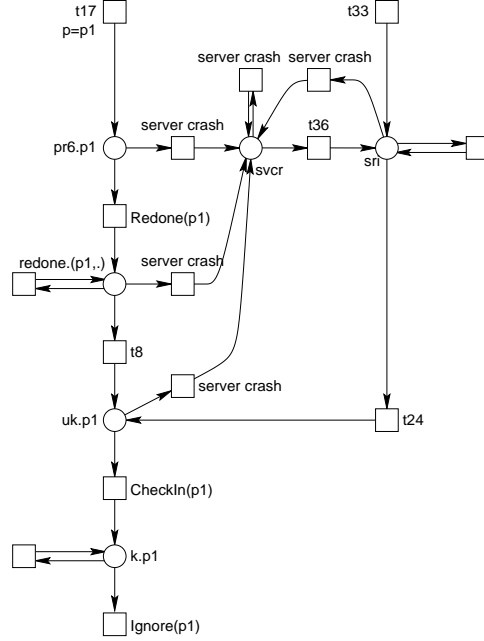 t17
p=p1
t33
server crash
server crash
server crash
t36
pr6.p1
svcr
sri
Redone(p1)
redone.(p1,.)
server crash
t8
server crash
uk.p1
t24
CheckIn(p1)
k.p1
Ignore(p1)